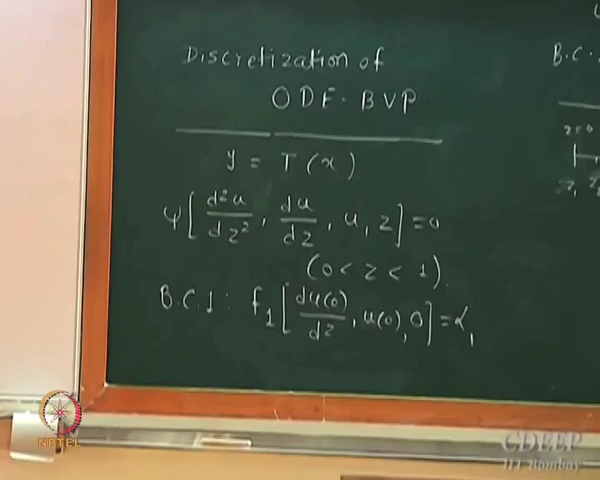 Discretization of
ODE-BVP
y = T(x)
ψ[d²u/dz², du/dz, u, z] = 0
(0 < z < 1)
B.C.1: f₁[du(0)/dz, u(0), 0] = α₁
B.C.
z=0
NPTEL
CDEEP
IIT Bombay